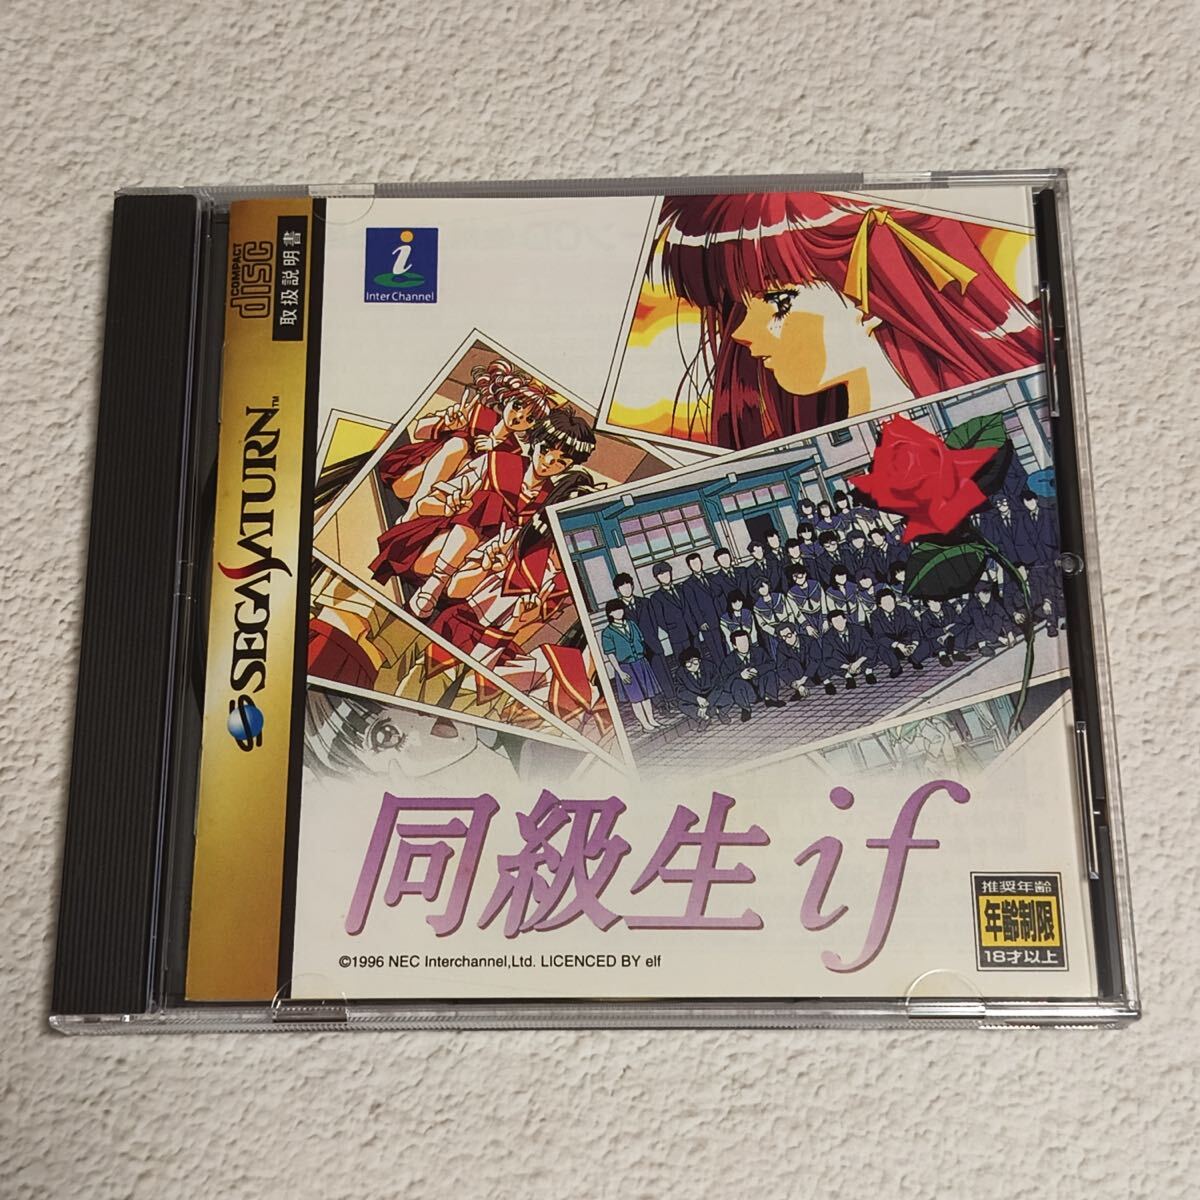 COMPACT
disc
取扱説明書
SEGA SATURN™
i
Inter Channel
同級生if
©1996 NEC Interchannel,Ltd. LICENCED BY elf
推奨年齢
年齢制限
18才以上